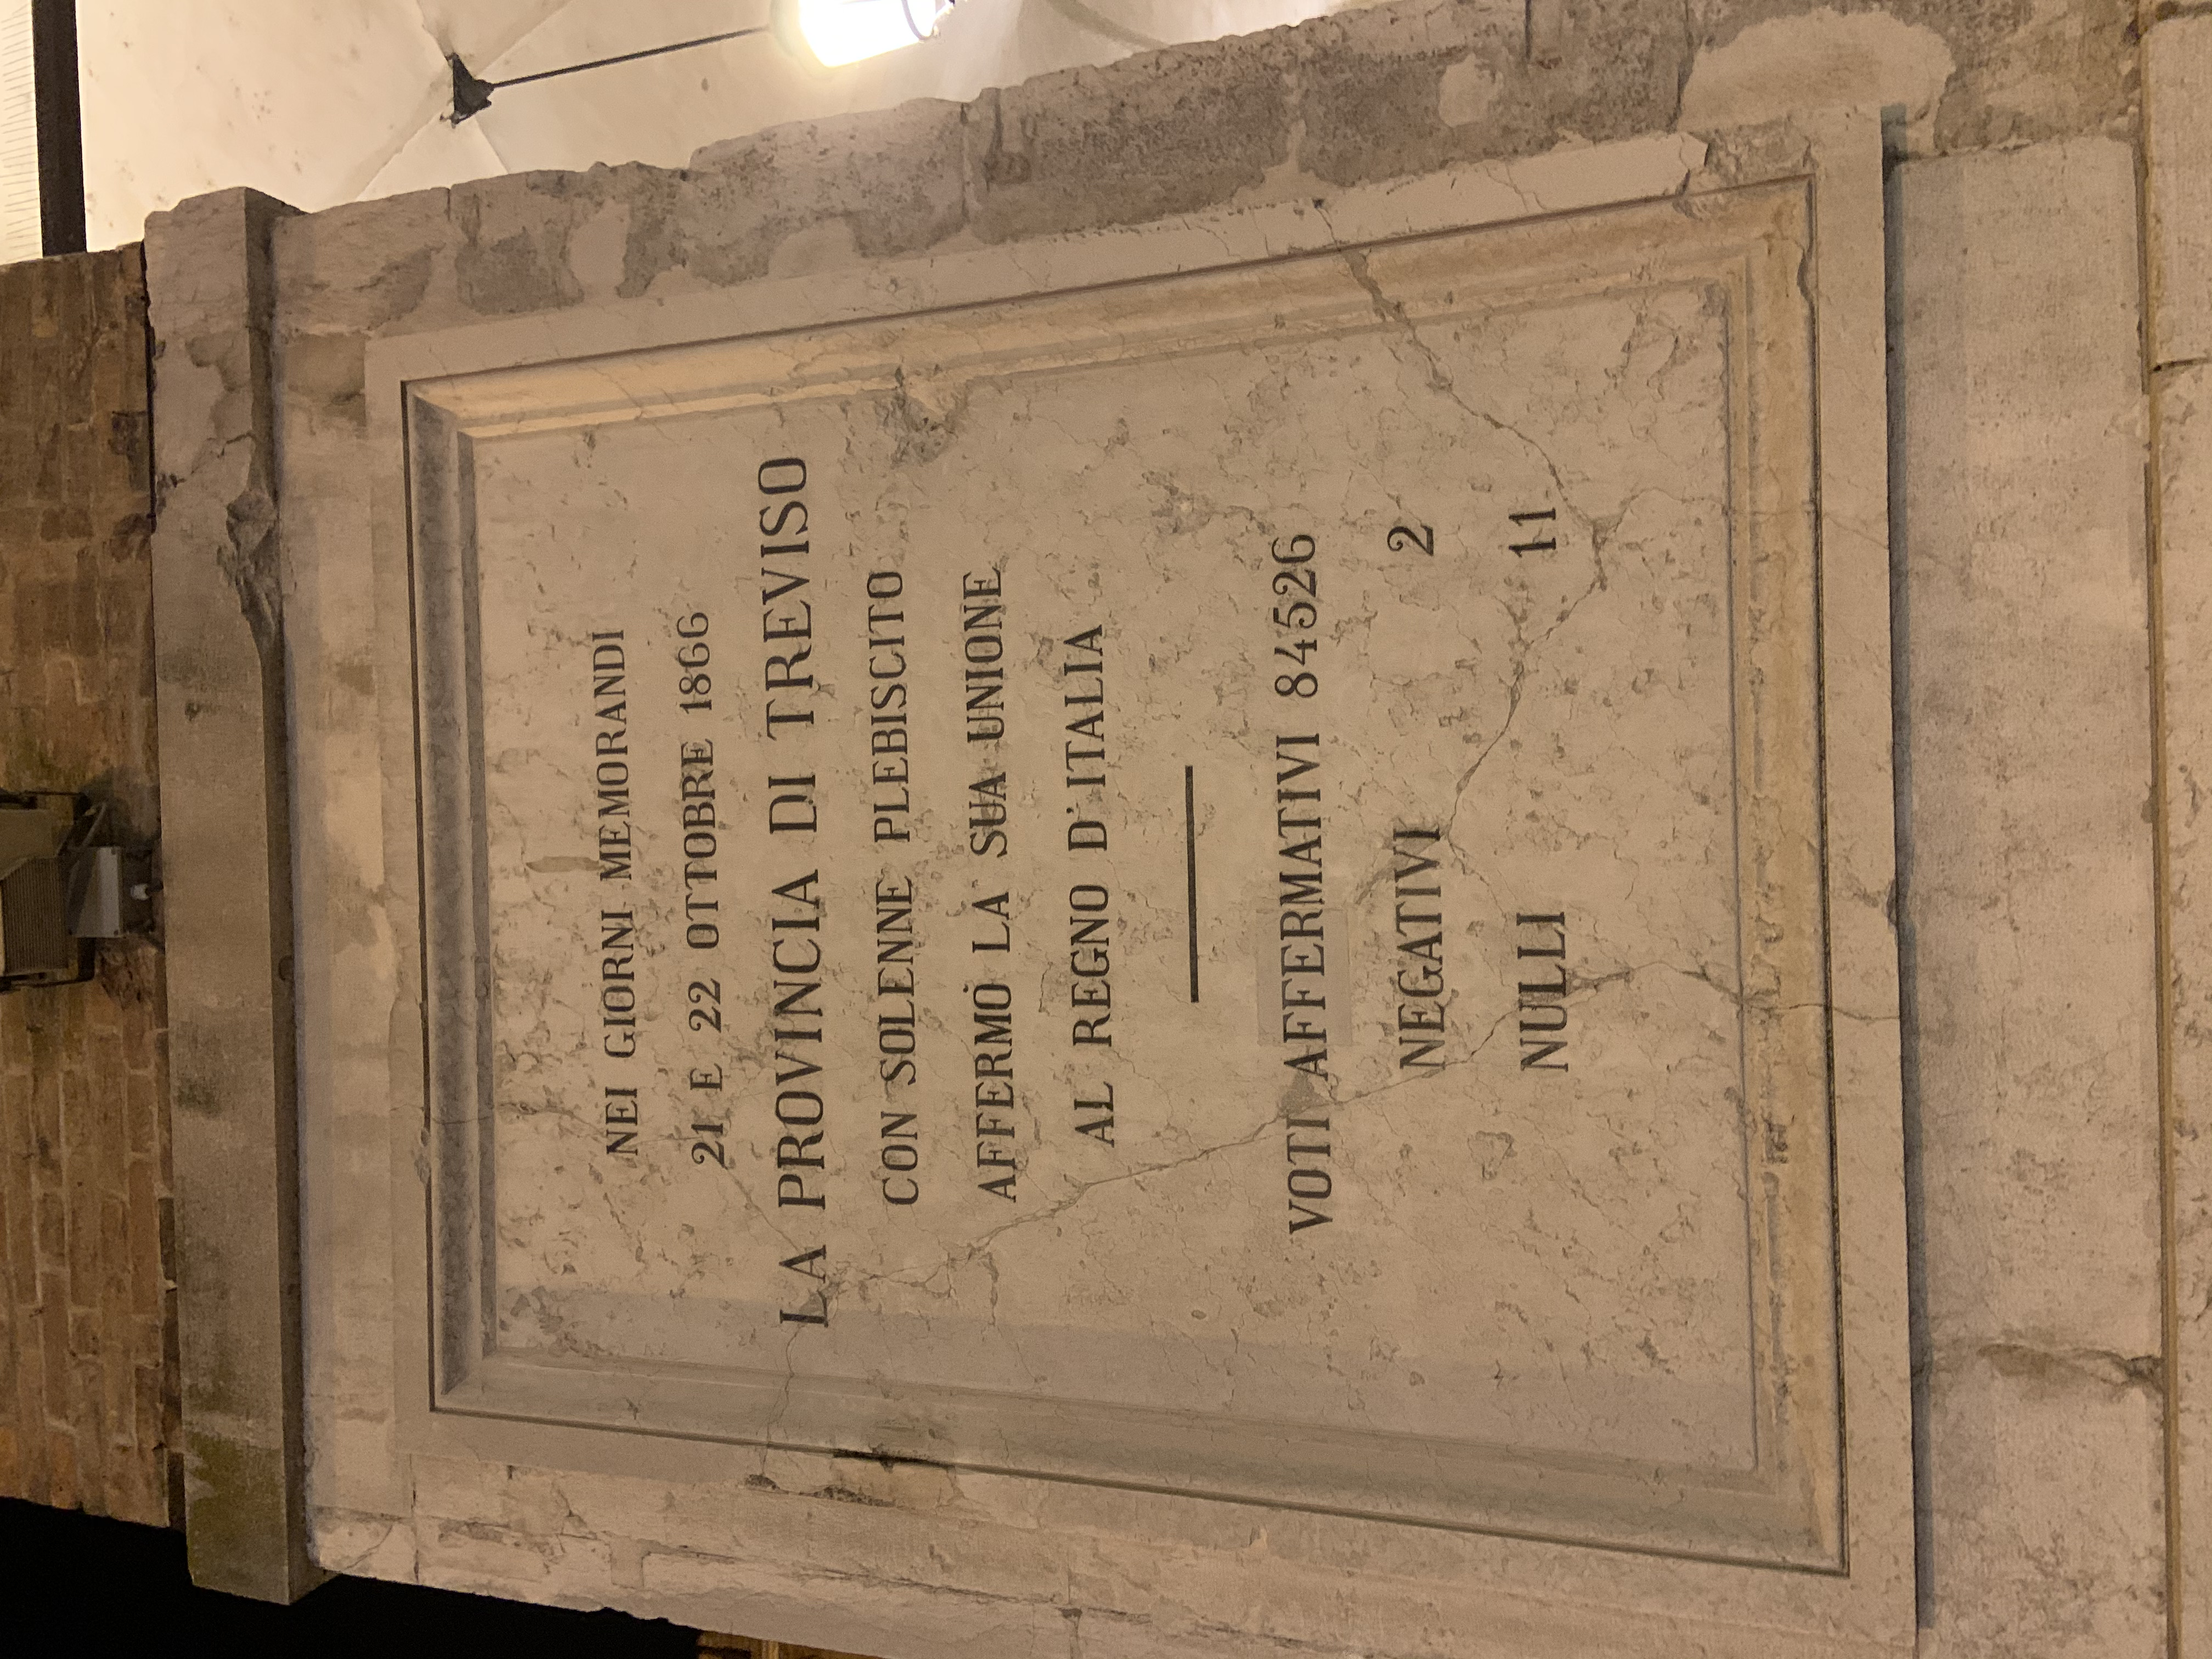 NEI GIORNI MEMORANDI
21 E 22 OTTOBRE 1866
LA PROVINCIA DI TREVISO
CON SOLENNE PLEBISCITO
AFFERMÒ LA SUA UNIONE
AL REGNO D'ITALIA
VOTI AFFERMATIVI 84526
NEGATIVI 2
NULLI 11